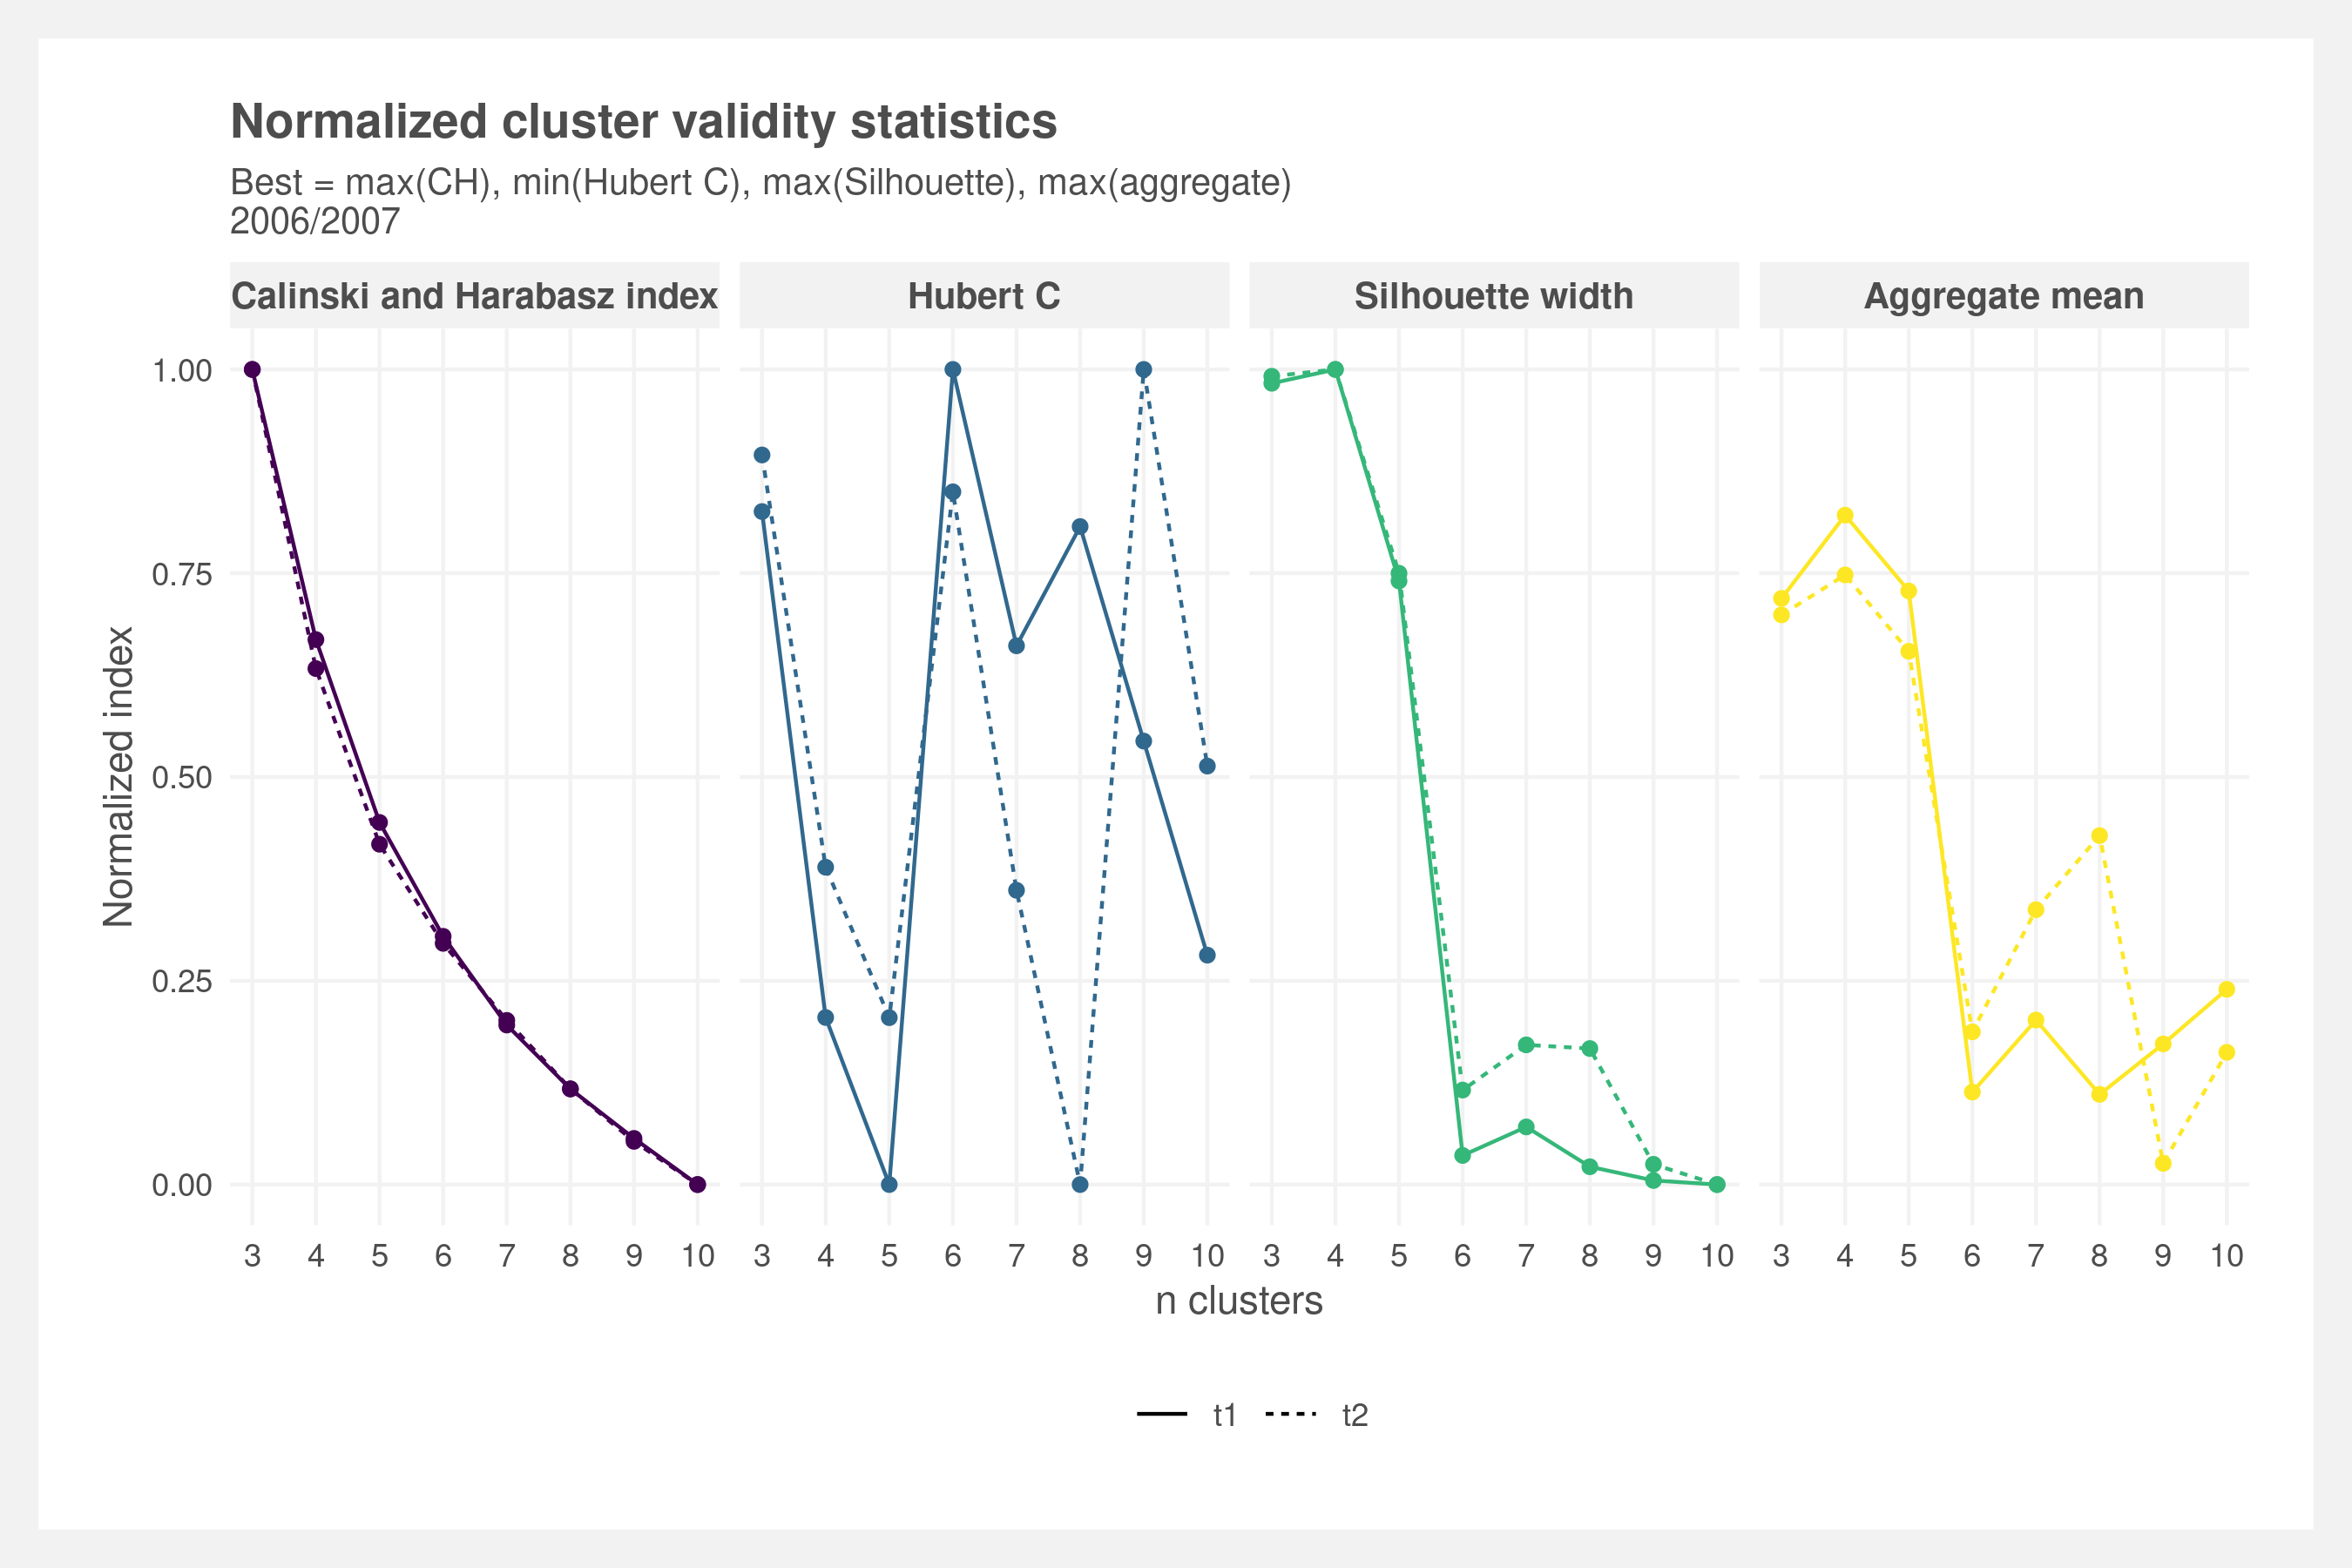 Normalized cluster validity statistics
Best = max(CH), min(Hubert C), max(Silhouette), max(aggregate)
2006/2007
Calinski and Harabasz index Hubert C Silhouette width Aggregate mean
Normalized index
1.00
0.75
0.50
0.25
0.00
3 4 5 6 7 8 9 10 3 4 5 6 7 8 9 10 3 4 5 6 7 8 9 10 3 4 5 6 7 8 9 10
n clusters
t1 t2